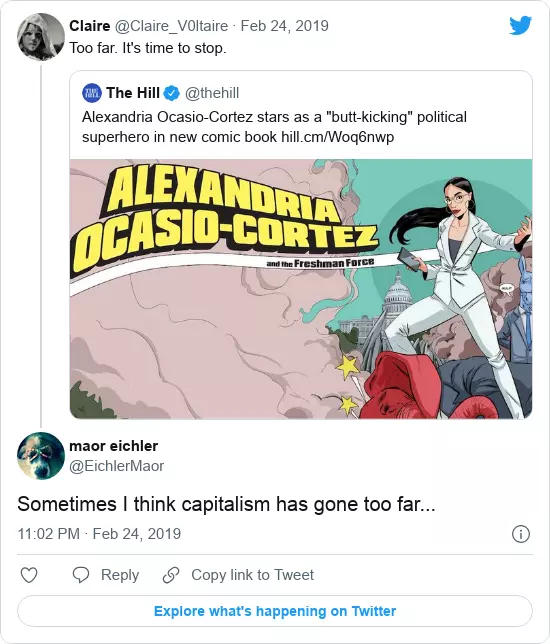 Claire @Claire_V0ltaire · Feb 24, 2019
Too far. It's time to stop.
THE HILL
The Hill @thehill
Alexandria Ocasio-Cortez stars as a "butt-kicking" political
superhero in new comic book hill.cm/Woq6nwp
ALEXANDRIA
OCASIO-CORTEZ
and the Freshman Force
maor eichler
@EichlerMaor
Sometimes I think capitalism has gone too far...
11:02 PM · Feb 24, 2019
Reply
Copy link to Tweet
Explore what's happening on Twitter